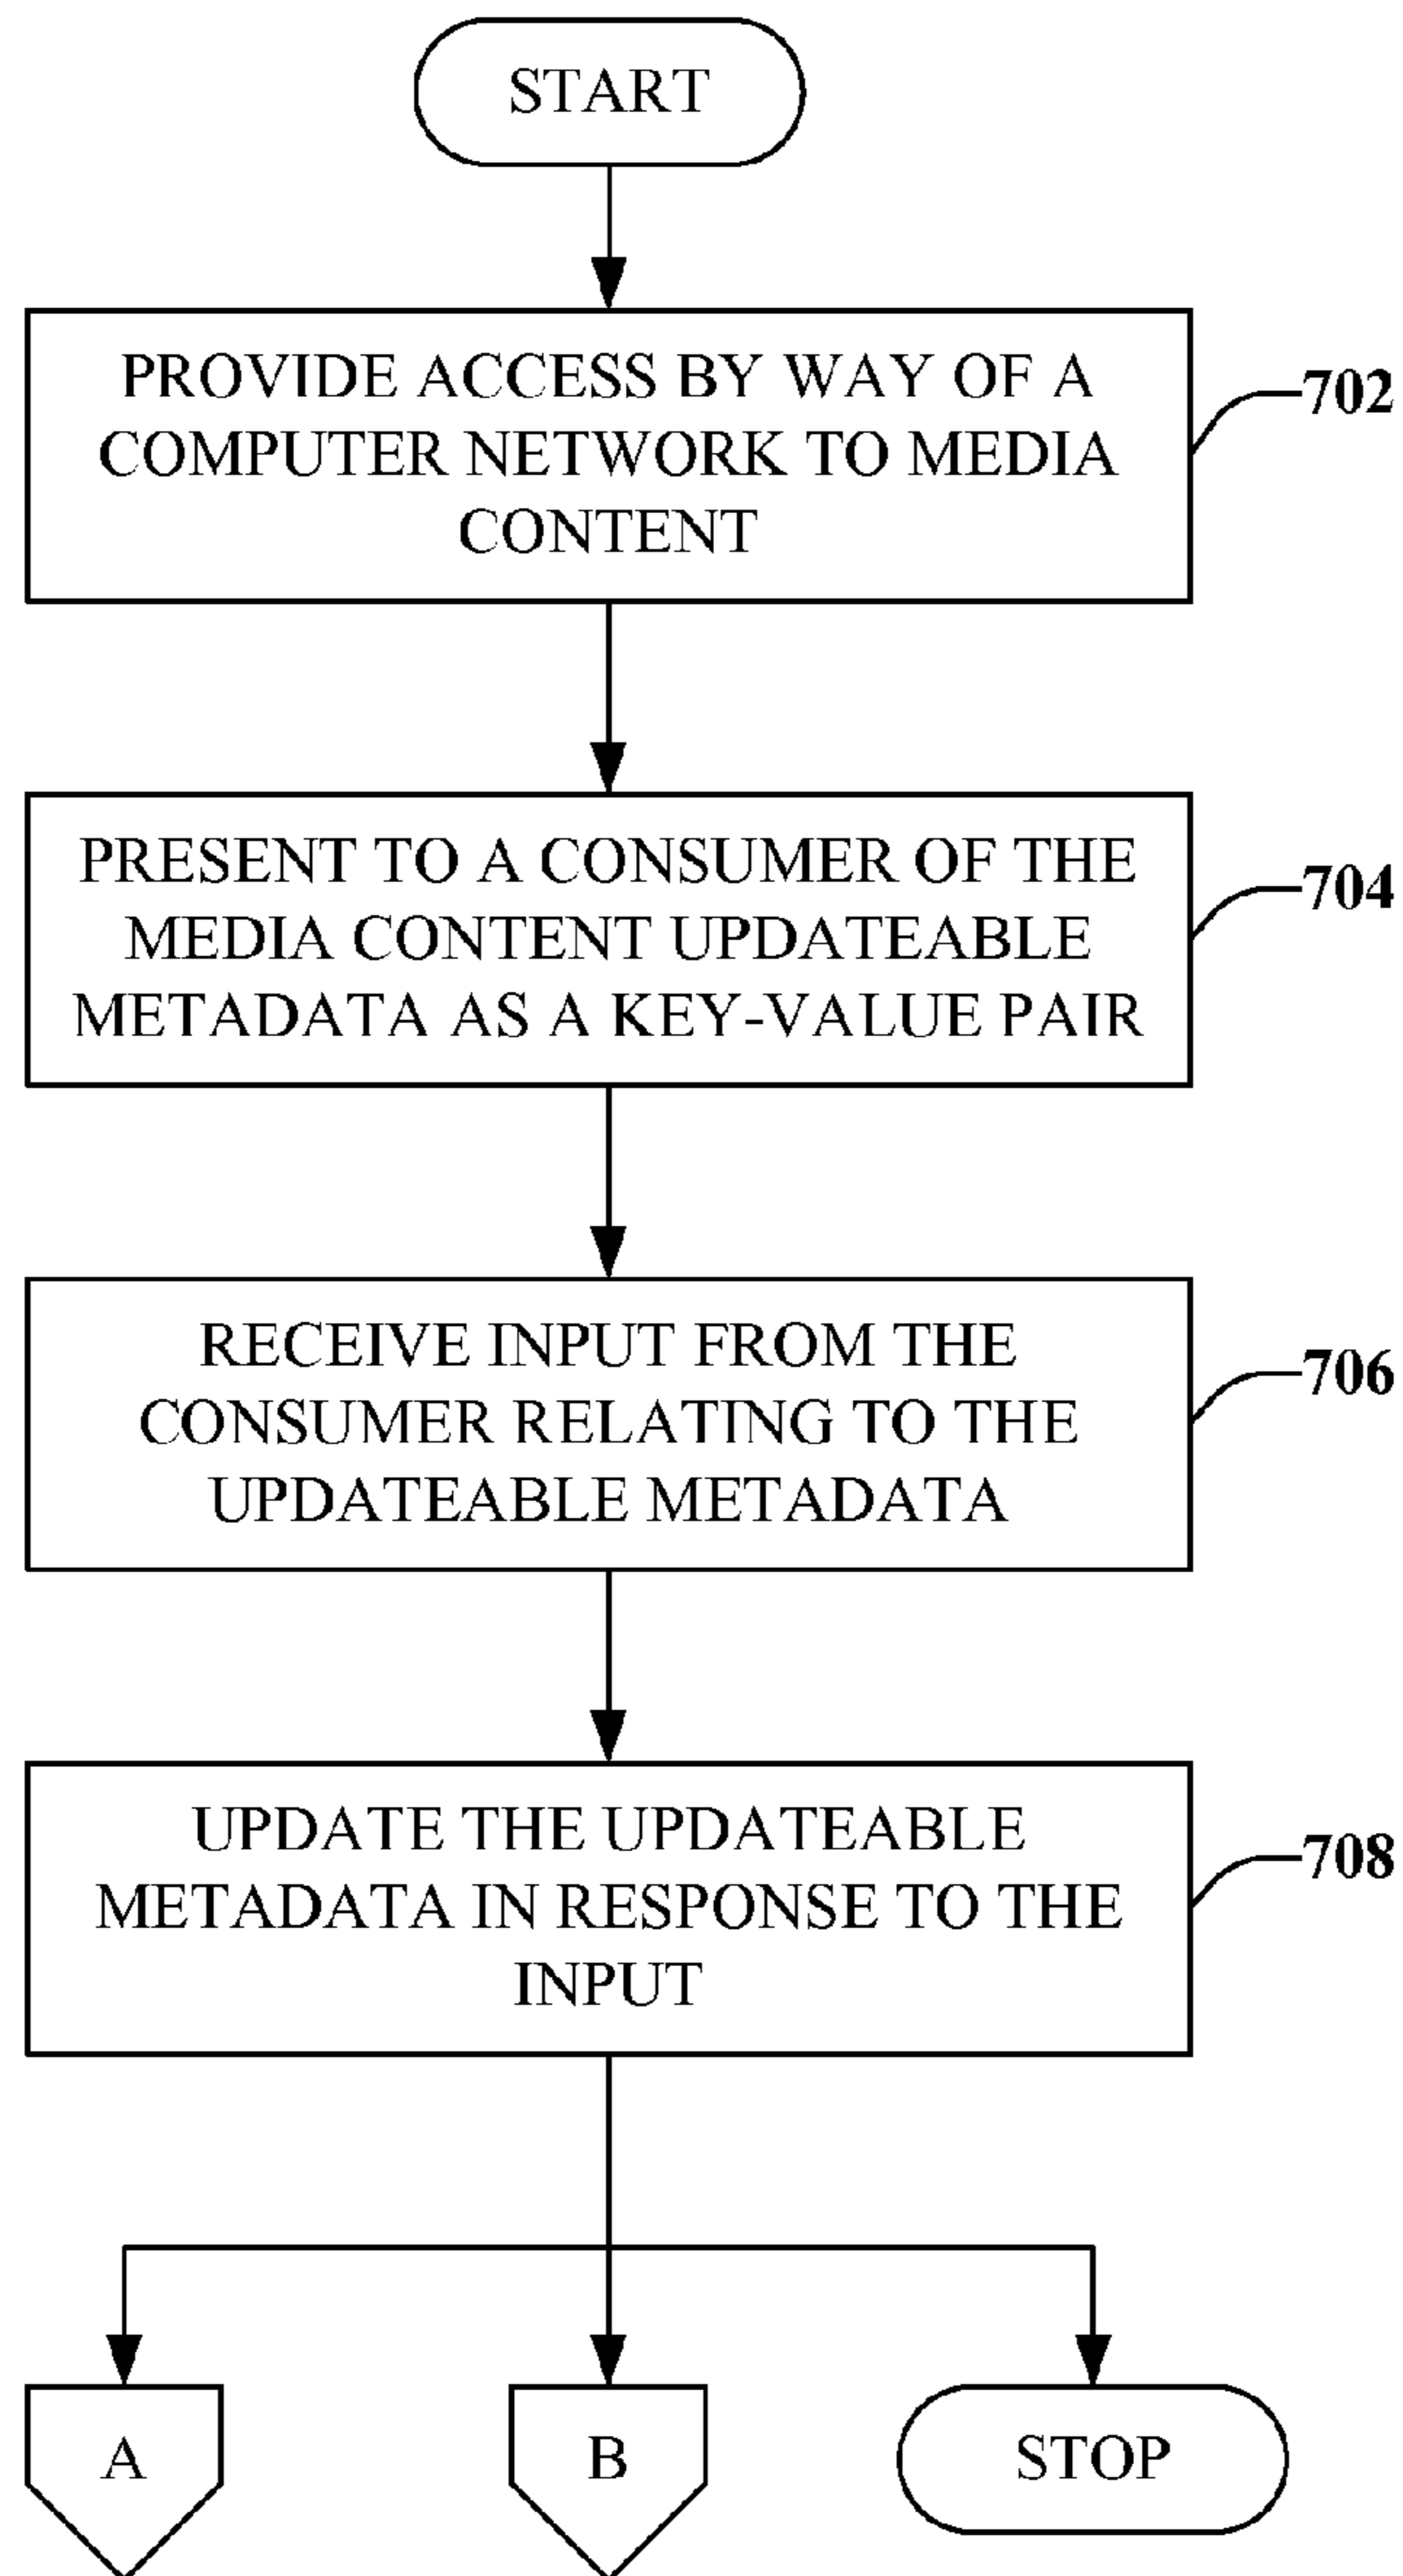 START
PROVIDE ACCESS BY WAY OF A
COMPUTER NETWORK TO MEDIA
CONTENT
702
PRESENT TO A CONSUMER OF THE
MEDIA CONTENT UPDATEABLE
METADATA AS A KEY-VALUE PAIR
704
RECEIVE INPUT FROM THE
CONSUMER RELATING TO THE
UPDATEABLE METADATA
706
UPDATE THE UPDATEABLE
METADATA IN RESPONSE TO THE
INPUT
708
A
B
STOP